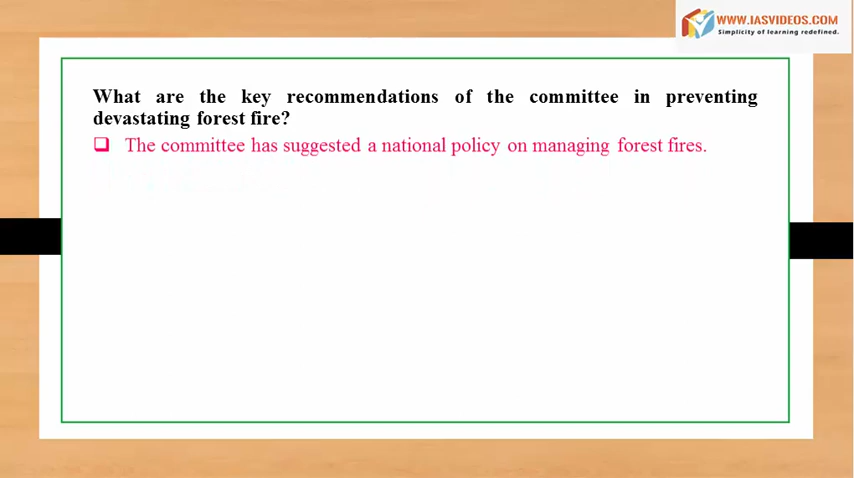 WWW.IASVIDEOS.COM
Simplicity of learning redefined.
What are the key recommendations of the committee in preventing
devastating forest fire?
The committee has suggested a national policy on managing forest fires.